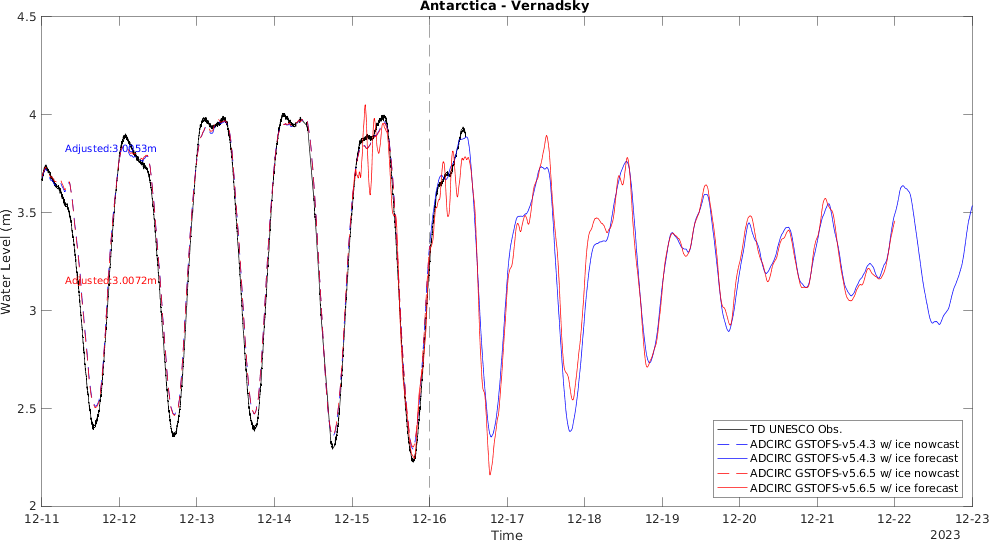 Antarctica - Vernadsky
Water Level (m)
4.5
4
3.5
3
2.5
2
Adjusted:3.0053m
Adjusted:3.0072m
TD UNESCO Obs.
ADCIRC GSTOFS-v5.4.3 w/ ice nowcast
ADCIRC GSTOFS-v5.4.3 w/ ice forecast
ADCIRC GSTOFS-v5.6.5 w/ ice nowcast
ADCIRC GSTOFS-v5.6.5 w/ ice forecast
12-11 12-12 12-13 12-14 12-15 12-16 12-17 12-18 12-19 12-20 12-21 12-22 12-23
Time
2023